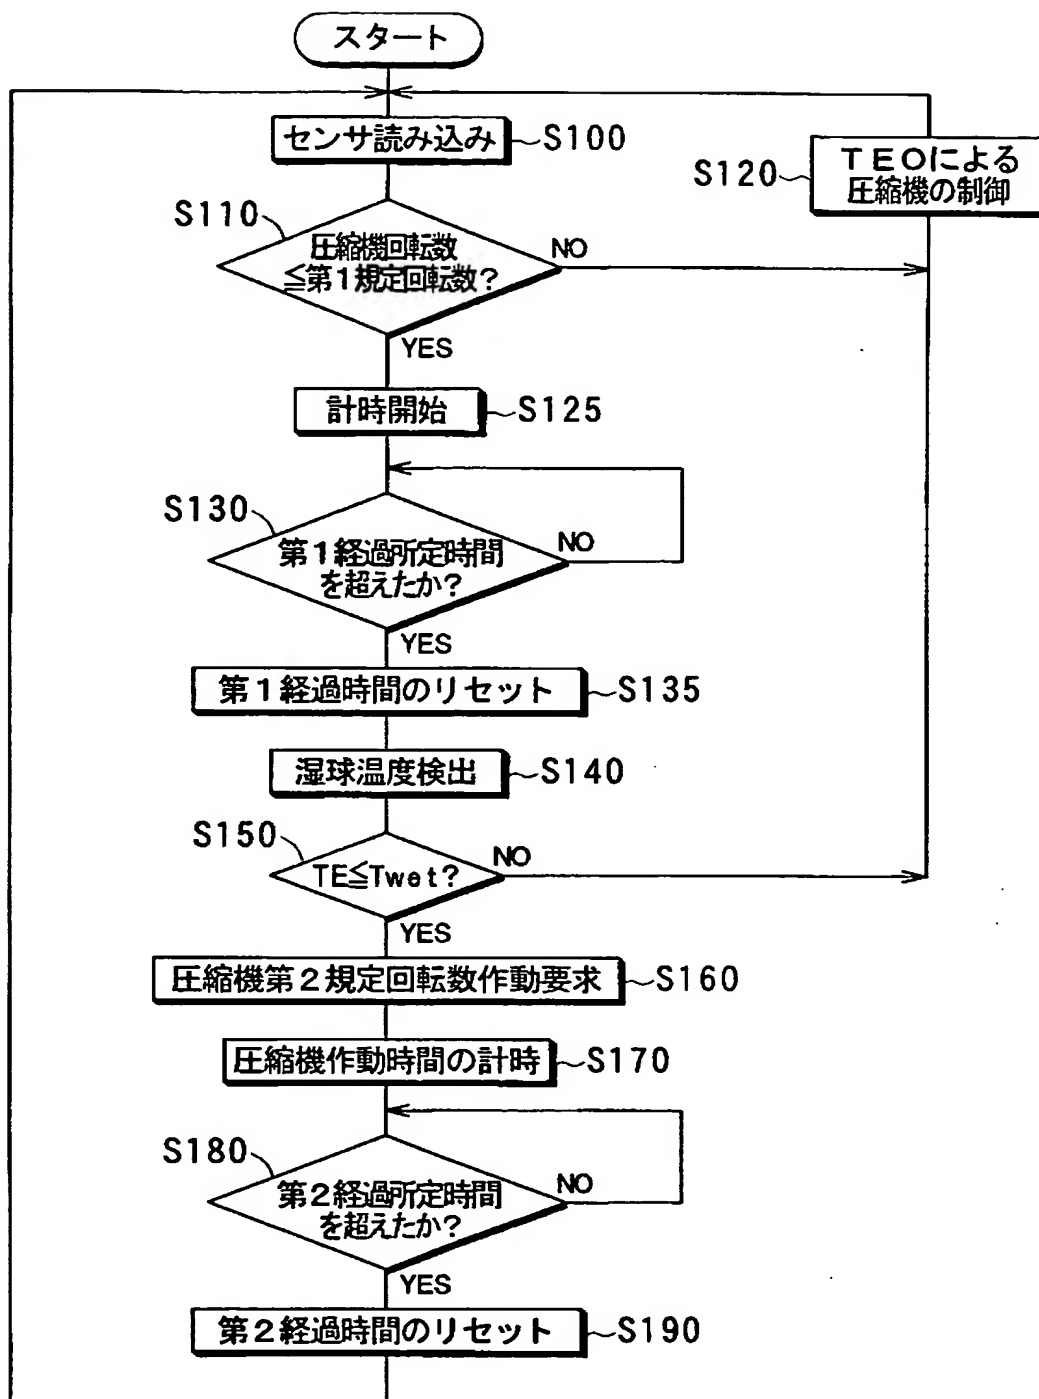 スタート
センサ読み込み
S100
S120
TEOによる
圧縮機の制御
S110
圧縮機回転数
≦第1規定回転数?
NO
YES
計時開始
S125
S130
第1経過所定時間
を超えたか?
NO
YES
第1経過時間のリセット
S135
湿球温度検出
S140
S150
TE≦Twet?
NO
YES
圧縮機第2規定回転数作動要求
S160
圧縮機作動時間の計時
S170
S180
第2経過所定時間
を超えたか?
NO
YES
第2経過時間のリセット
S190